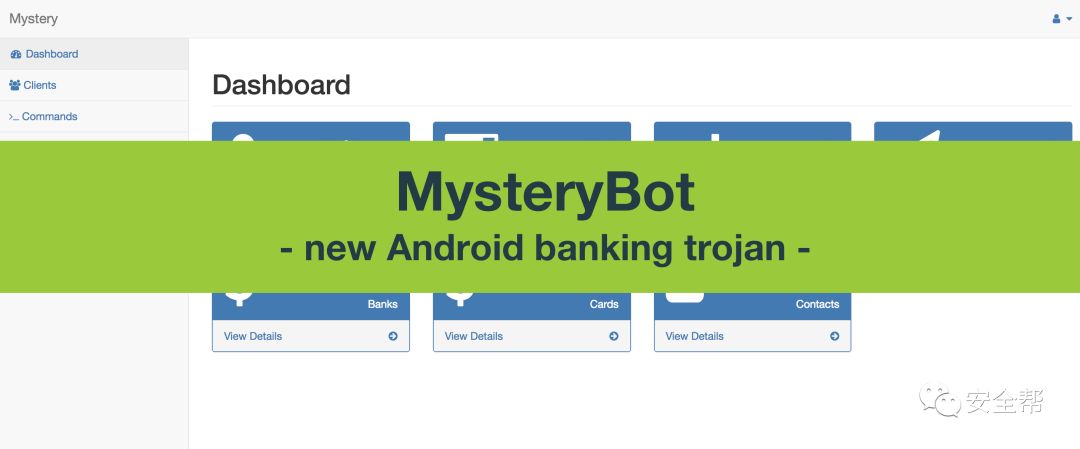 Mystery
Dashboard
Clients
>_ Commands
Dashboard
MysteryBot
- new Android banking trojan -
Banks
Cards
Contacts
View Details
View Details
View Details
安全帮